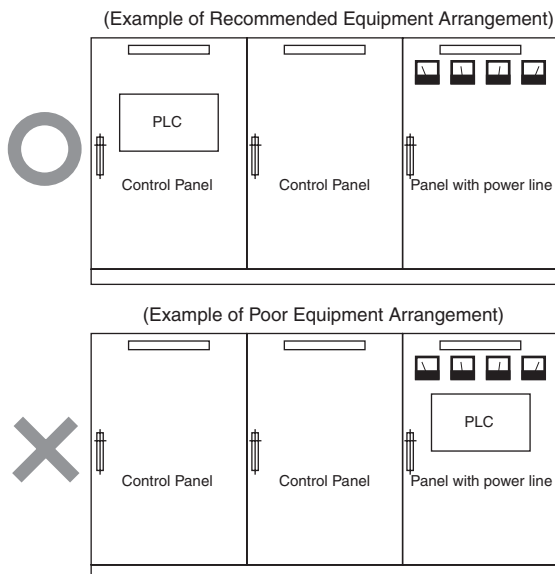 (Example of Recommended Equipment Arrangement)
PLC
Control Panel
Control Panel
Panel with power line
(Example of Poor Equipment Arrangement)
PLC
Control Panel
Control Panel
Panel with power line